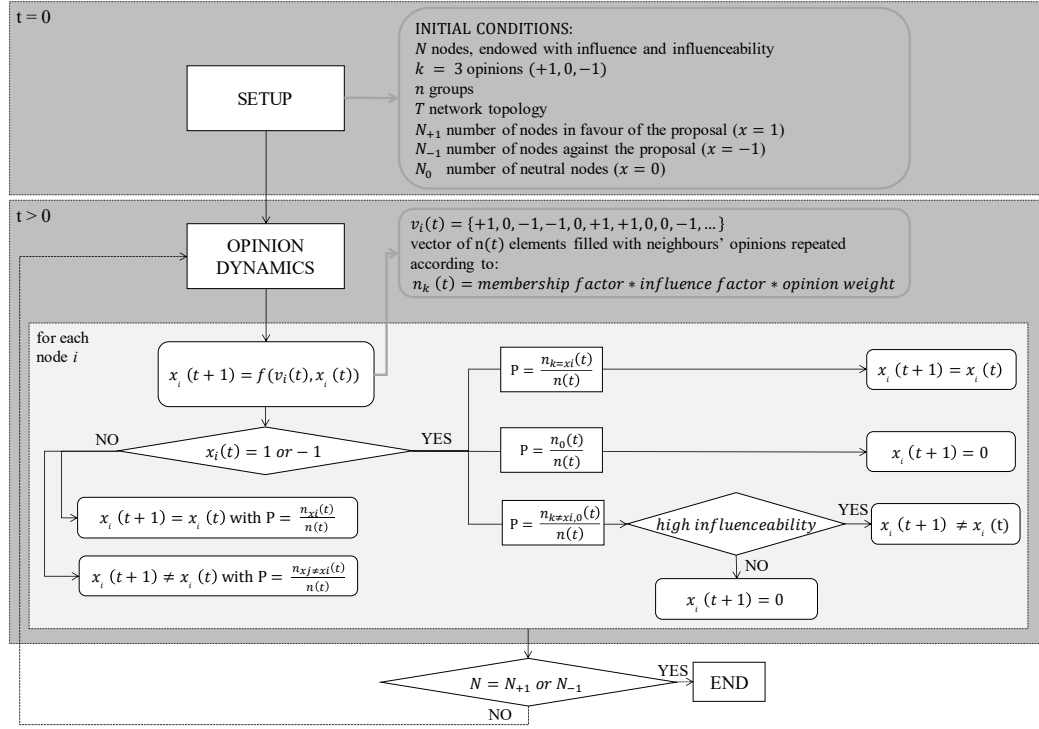 t = 0
INITIAL CONDITIONS:
N nodes, endowed with influence and influenceability
k = 3 opinions (+1, 0, −1)
n groups
T network topology
N₊₁ number of nodes in favour of the proposal (x = 1)
N₋₁ number of nodes against the proposal (x = −1)
N₀ number of neutral nodes (x = 0)
SETUP
t > 0
vᵢ(t) = {+1, 0, −1, −1, 0, +1, +1, 0, 0, −1, … }
vector of n(t) elements filled with neighbours' opinions repeated
according to:
nₖ (t) = membership factor ∗ influence factor ∗ opinion weight
OPINION
DYNAMICS
for each
node i
xᵢ (t + 1) = f(vᵢ(t), xᵢ (t))
P = n_{k=xi}(t)/n(t)
xᵢ (t + 1) = xᵢ (t)
NO
xᵢ(t) = 1 or − 1
YES
P = n₀(t)/n(t)
xᵢ (t + 1) = 0
xᵢ (t + 1) = xᵢ (t) with P = n_{xi}(t)/n(t)
P = n_{k≠xi,0}(t)/n(t)
high influenceability
YES
xᵢ (t + 1) ≠ xᵢ (t)
xᵢ (t + 1) ≠ xᵢ (t) with P = n_{xj≠xi}(t)/n(t)
NO
xᵢ (t + 1) = 0
N = N₊₁ or N₋₁
YES
END
NO